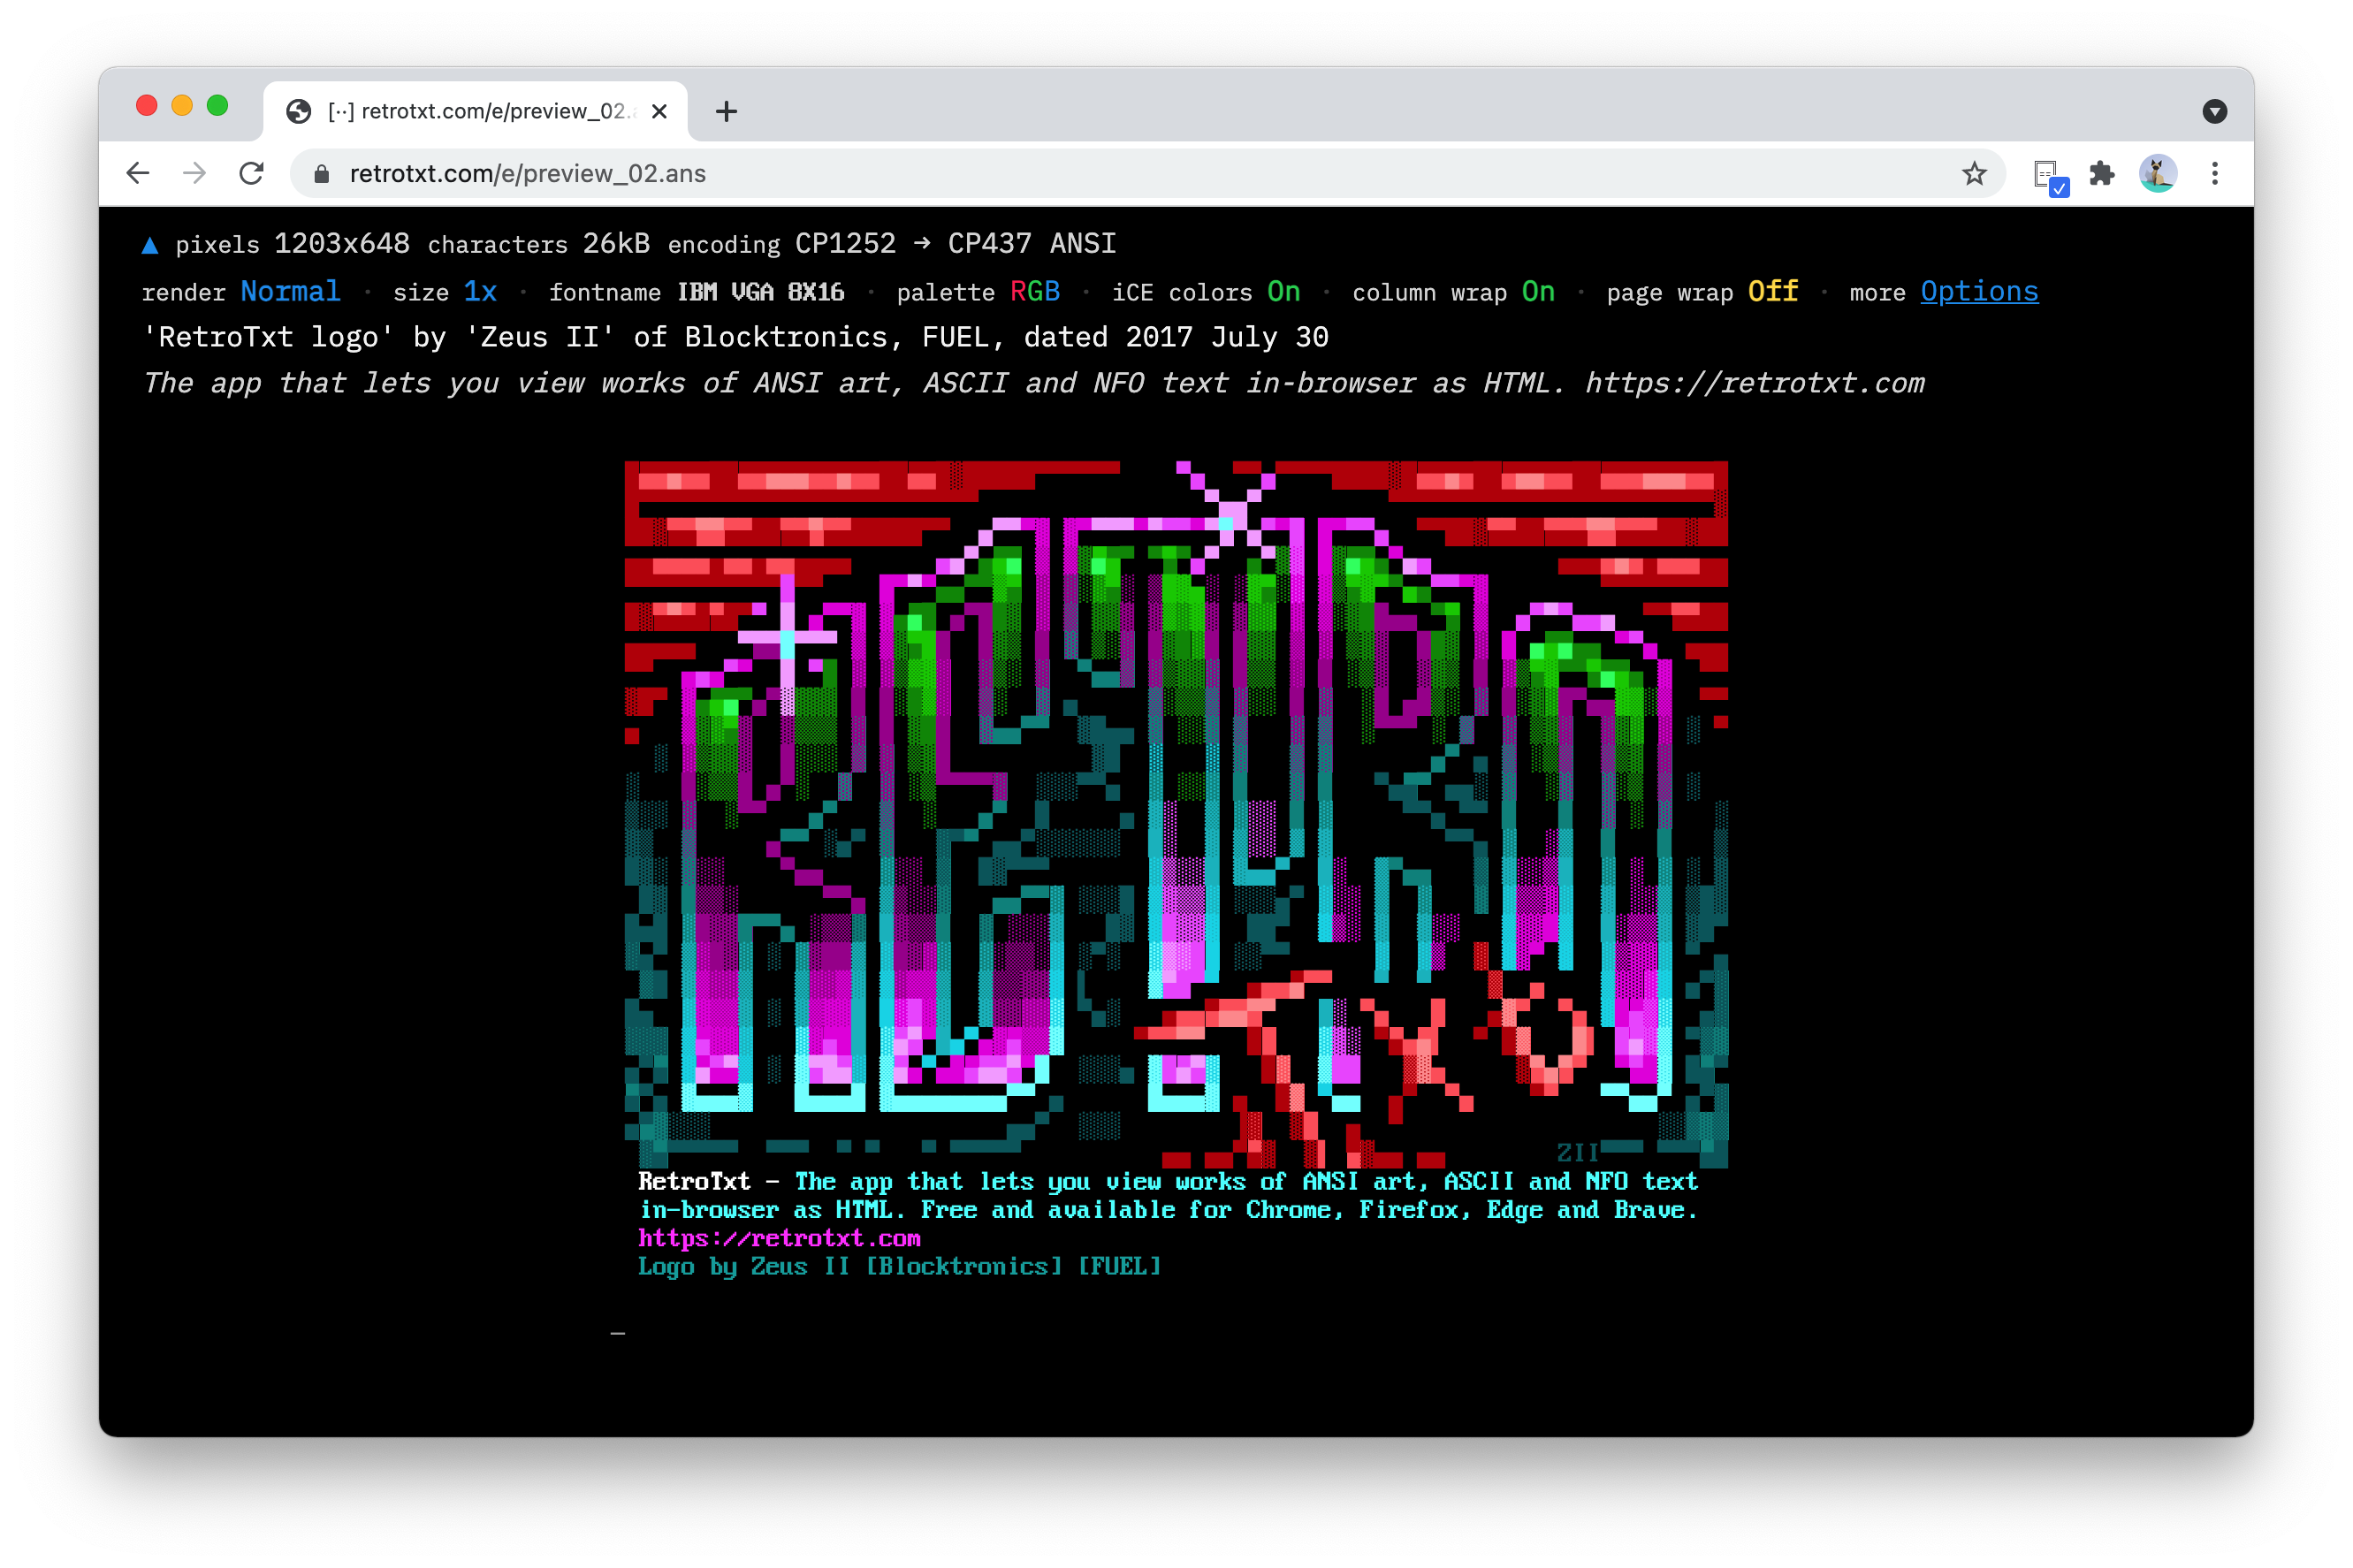 [··] retrotxt.com/e/preview_02.
retrotxt.com/e/preview_02.ans
▲ pixels 1203x648 characters 26kB encoding CP1252 → CP437 ANSI
render Normal · size 1x · fontname IBM VGA 8X16 · palette RGB · iCE colors On · column wrap On · page wrap Off · more Options
'RetroTxt logo' by 'Zeus II' of Blocktronics, FUEL, dated 2017 July 30
The app that lets you view works of ANSI art, ASCII and NFO text in-browser as HTML. https://retrotxt.com
RETRO
Txt
ZII
RetroTxt – The app that lets you view works of ANSI art, ASCII and NFO text
in-browser as HTML. Free and available for Chrome, Firefox, Edge and Brave.
https://retrotxt.com
Logo by Zeus II [Blocktronics] [FUEL]
_